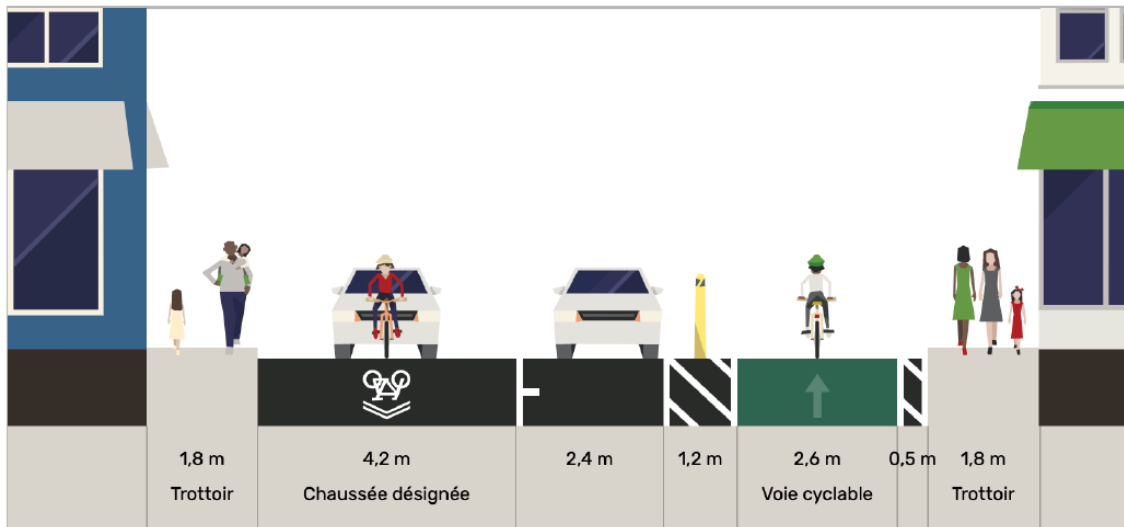 1,8 m
4,2 m
2,4 m
1,2 m
2,6 m
0,5 m
1,8 m
Trottoir
Chaussée désignée
Voie cyclable
Trottoir